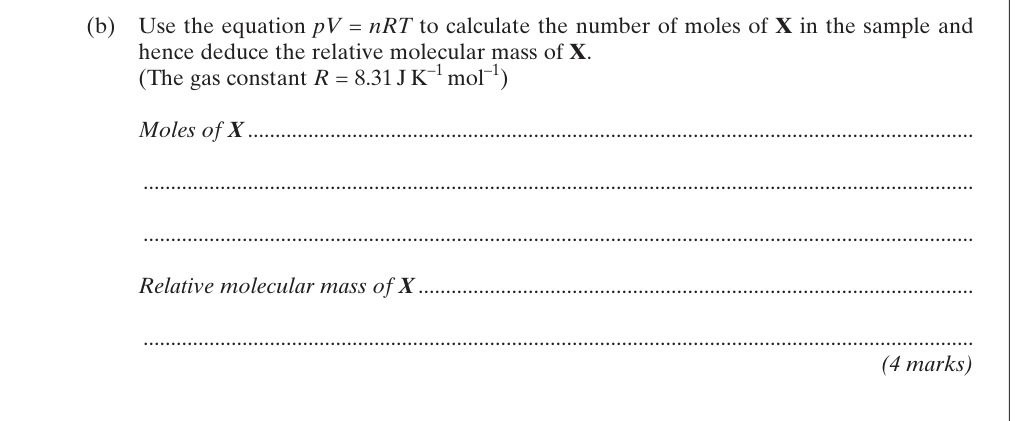 (b) Use the equation pV = nRT to calculate the number of moles of X in the sample and
hence deduce the relative molecular mass of X.
(The gas constant R = 8.31 J K⁻¹ mol⁻¹)
Moles of X ................................................................................
................................................................................
................................................................................
Relative molecular mass of X ................................................................................
................................................................................
(4 marks)